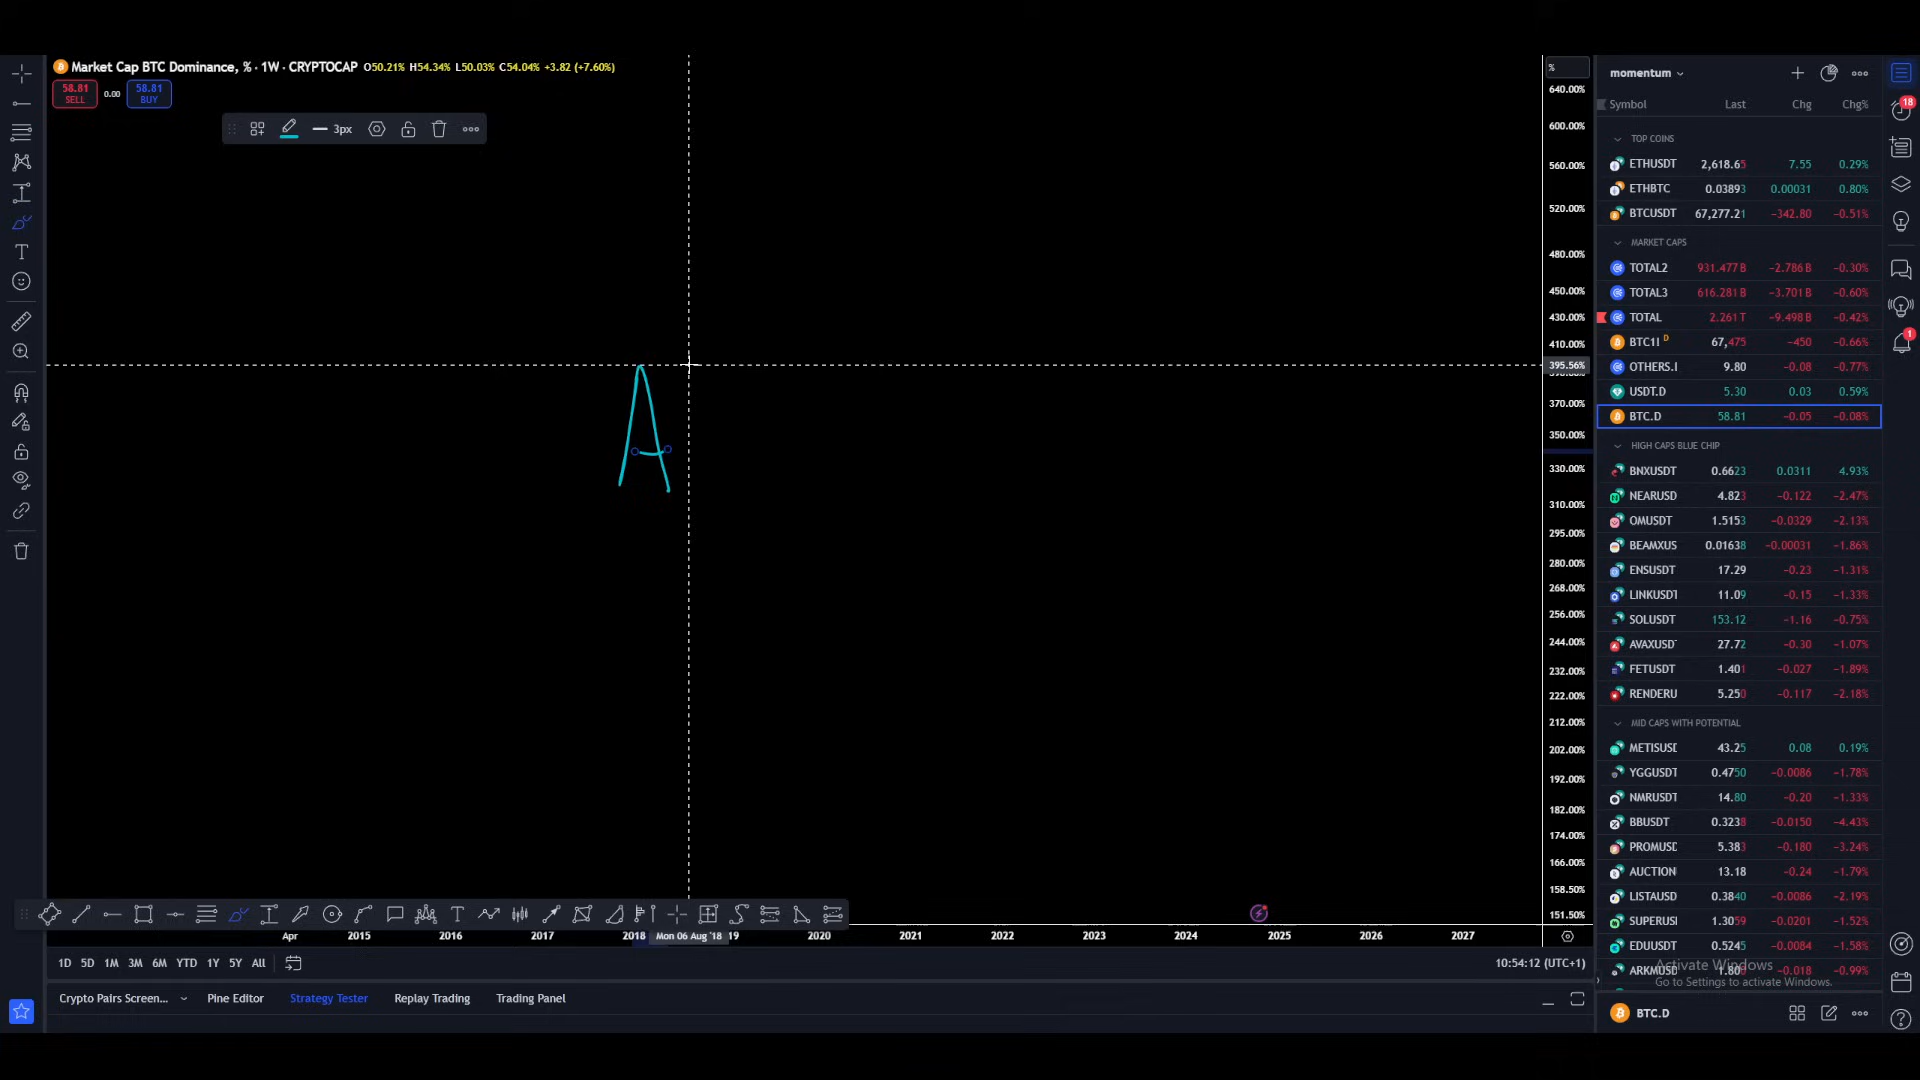 Market Cap BTC Dominance, % · 1W · CRYPTOCAP O50.21% H54.34% L50.03% C54.04% +3.82 (+7.60%)
58.81 SELL 0.00 58.81 BUY
3px
A
%
640.00%
600.00%
560.00%
520.00%
480.00%
450.00%
430.00%
410.00%
395.56%
370.00%
350.00%
330.00%
310.00%
295.00%
280.00%
268.00%
256.00%
244.00%
232.00%
222.00%
212.00%
202.00%
192.00%
182.00%
174.00%
166.00%
158.50%
151.50%
Apr 2015 2016 2017 2018 Mon 06 Aug '18 19 2020 2021 2022 2023 2024 2025 2026 2027
1D 5D 1M 3M 6M YTD 1Y 5Y All
10:54:12 (UTC+1)
Crypto Pairs Screen... Pine Editor Strategy Tester Replay Trading Trading Panel
momentum
Symbol Last Chg Chg%
TOP COINS
ETHUSDT 2,618.65 7.55 0.29%
ETHBTC 0.03893 0.00031 0.80%
BTCUSDT 67,277.21 −342.80 −0.51%
MARKET CAPS
TOTAL2 931.477 B −2.786 B −0.30%
TOTAL3 616.281 B −3.701 B −0.60%
TOTAL 2.261 T −9.498 B −0.42%
BTC1! D 67,475 −450 −0.66%
OTHERS.I 9.80 −0.08 −0.77%
USDT.D 5.30 0.03 0.59%
BTC.D 58.81 −0.05 −0.08%
HIGH CAPS BLUE CHIP
BNXUSDT 0.6623 0.0311 4.93%
NEARUSD 4.823 −0.122 −2.47%
OMUSDT 1.5153 −0.0329 −2.13%
BEAMXUS 0.01638 −0.00031 −1.86%
ENSUSDT 17.29 −0.23 −1.31%
LINKUSDT 11.09 −0.15 −1.33%
SOLUSDT 153.12 −1.16 −0.75%
AVAXUSD 27.72 −0.30 −1.07%
FETUSDT 1.401 −0.027 −1.89%
RENDERU 5.250 −0.117 −2.18%
MID CAPS WITH POTENTIAL
METISUSD 43.25 0.08 0.19%
YGGUSDT 0.4750 −0.0086 −1.78%
NMRUSDT 14.80 −0.20 −1.33%
BBUSDT 0.3238 −0.0150 −4.43%
PROMUSD 5.383 −0.180 −3.24%
AUCTION 13.18 −0.24 −1.79%
LISTAUSD 0.3840 −0.0086 −2.19%
SUPERUSI 1.3059 −0.0201 −1.52%
EDUUSDT 0.5245 −0.0084 −1.58%
ARKMUSD 1.80 −0.018 −0.99%
Activate Windows
Go to Settings to activate Windows.
BTC.D
18
1